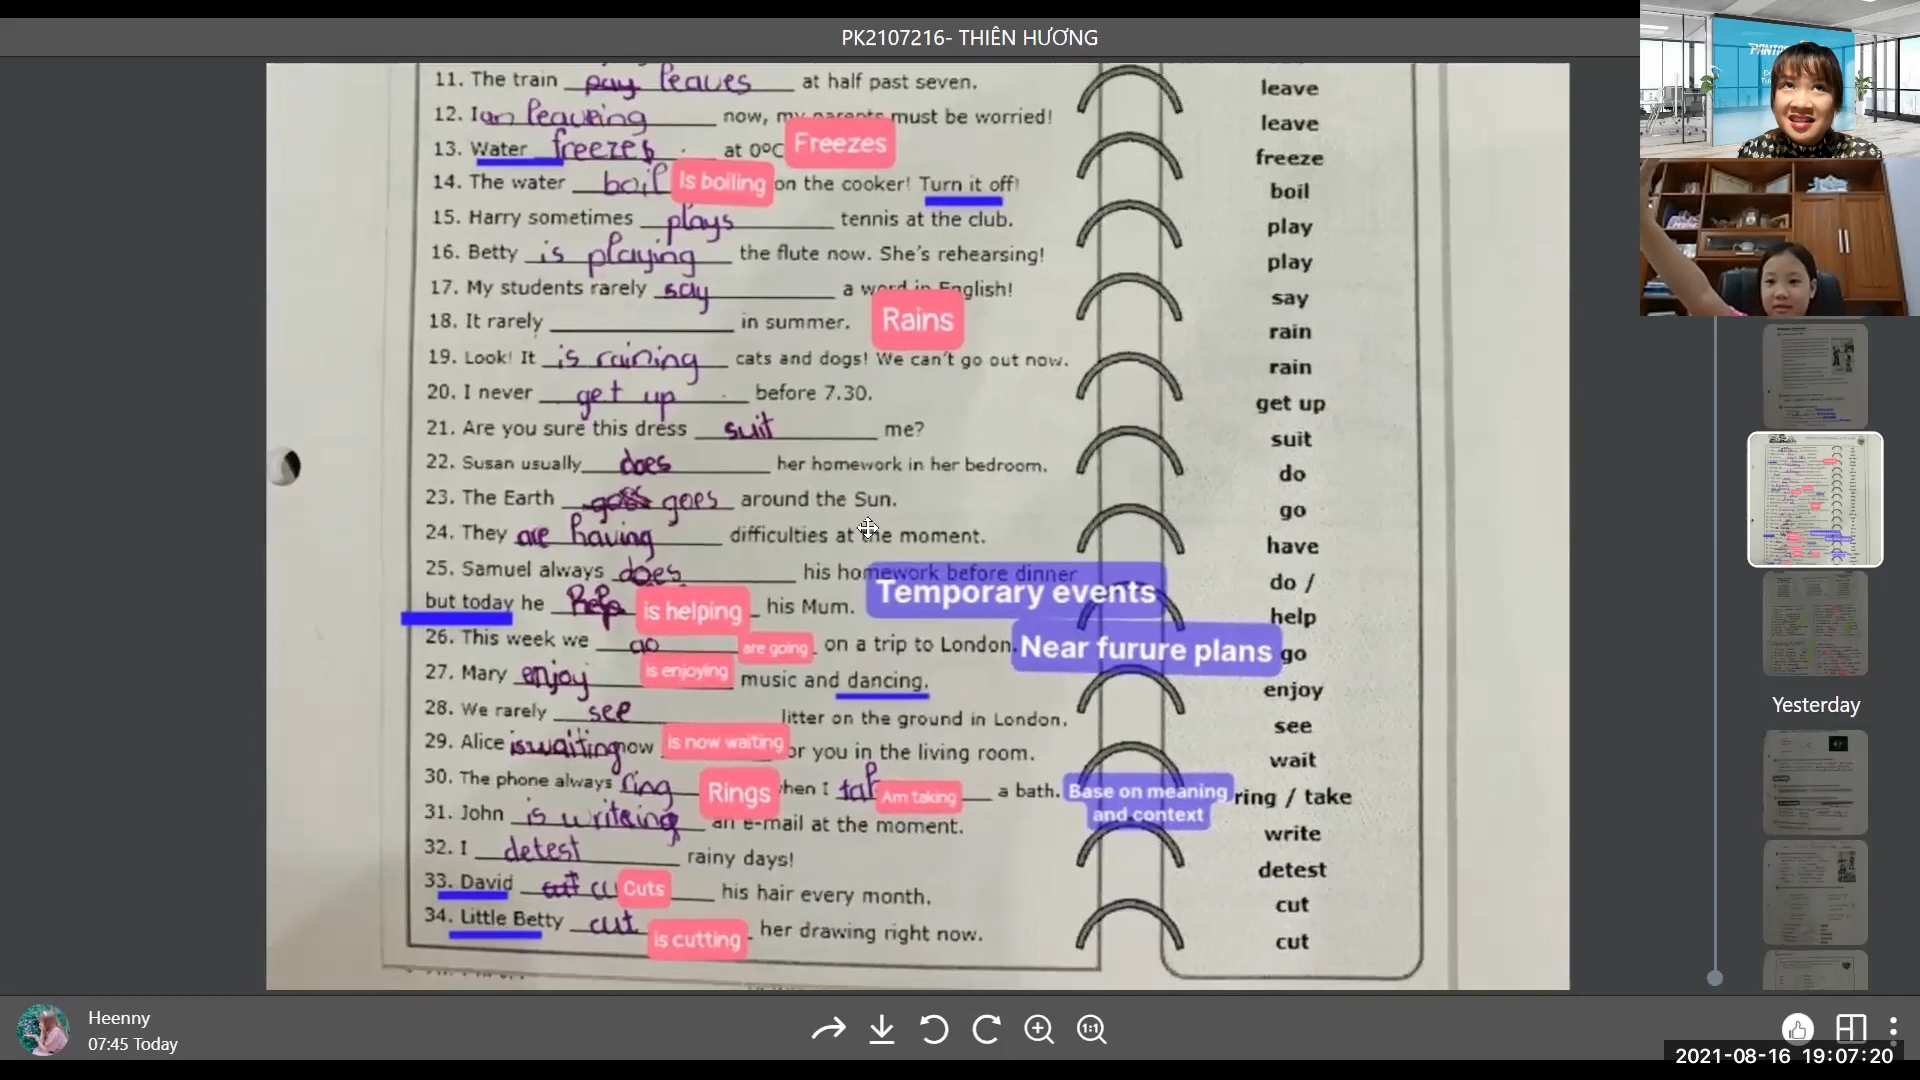 PK2107216- THIÊN HƯƠNG
11. The train pay leaves at half past seven.
12. I am leaving now, my parents must be worried!
13. Water freezes at 0ºC Freezes
14. The water boil Is boiling on the cooker! Turn it off!
15. Harry sometimes plays tennis at the club.
16. Betty is playing the flute now. She's rehearsing!
17. My students rarely say a word in English!
18. It rarely in summer. Rains
19. Look! It is raining cats and dogs! We can't go out now.
20. I never get up before 7.30.
21. Are you sure this dress suit me?
22. Susan usually does her homework in her bedroom.
23. The Earth goes around the Sun.
24. They are having difficulties at the moment.
25. Samuel always does his homework before dinner
but today he help is helping his Mum. Temporary events
26. This week we go are going on a trip to London. Near furure plans
27. Mary enjoy is enjoying music and dancing.
28. We rarely see litter on the ground in London.
29. Alice is waiting now is now waiting for you in the living room.
30. The phone always ring Rings when I Am taking a bath. Base on meaning
and context
31. John is writeing an e-mail at the moment.
32. I detest rainy days!
33. David cut Cuts his hair every month.
34. Little Betty cut is cutting her drawing right now.
leave
leave
freeze
boil
play
play
say
rain
rain
get up
suit
do
go
have
do /
help
go
enjoy
see
wait
ring / take
write
detest
cut
cut
Yesterday
Heenny
07:45 Today
1:1
2021-08-16 19:07:20